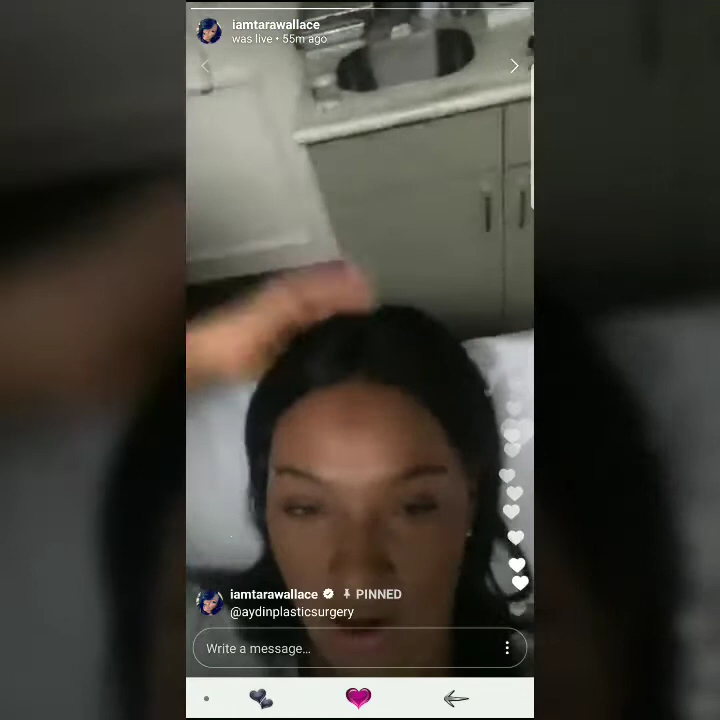 iamtarawallace
was live • 55m ago
iamtarawallace PINNED
@aydinplasticsurgery
Write a message...